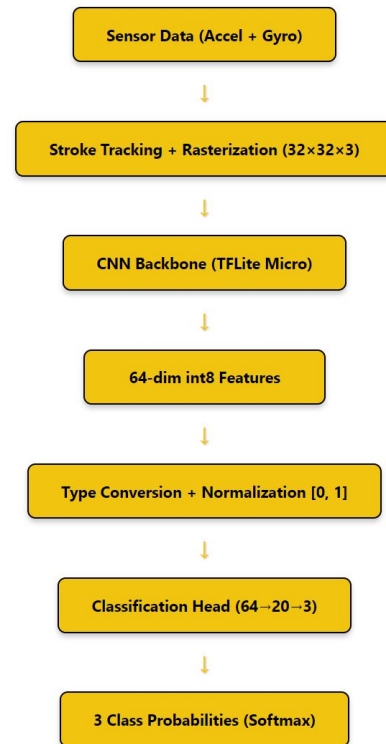 Sensor Data (Accel + Gyro)
↓
Stroke Tracking + Rasterization (32×32×3)
↓
CNN Backbone (TFLite Micro)
↓
64-dim int8 Features
↓
Type Conversion + Normalization [0, 1]
↓
Classification Head (64→20→3)
↓
3 Class Probabilities (Softmax)